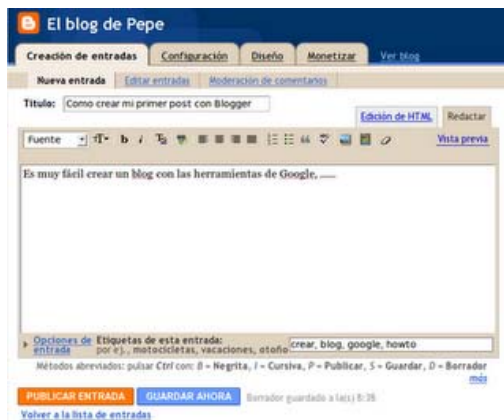 El blog de Pepe
Creación de entradas Configuración Diseño Monetizar Ver blog
Nueva entrada Editar entradas Moderación de comentarios
Título: Como crear mi primer post con Blogger
Edición de HTML Redactar
Fuente Vista previa
Es muy fácil crear un blog con las herramientas de Google, ......
Opciones de entrada Etiquetas de esta entrada:
por ej., motocicletas, vacaciones, otoño crear, blog, google, howto
Métodos abreviados: pulsar Ctrl con: B = Negrita, I = Cursiva, P = Publicar, S = Guardar, D = Borrador
más
PUBLICAR ENTRADA GUARDAR AHORA Borrador guardado a la(s) 8:38
Volver a la lista de entradas